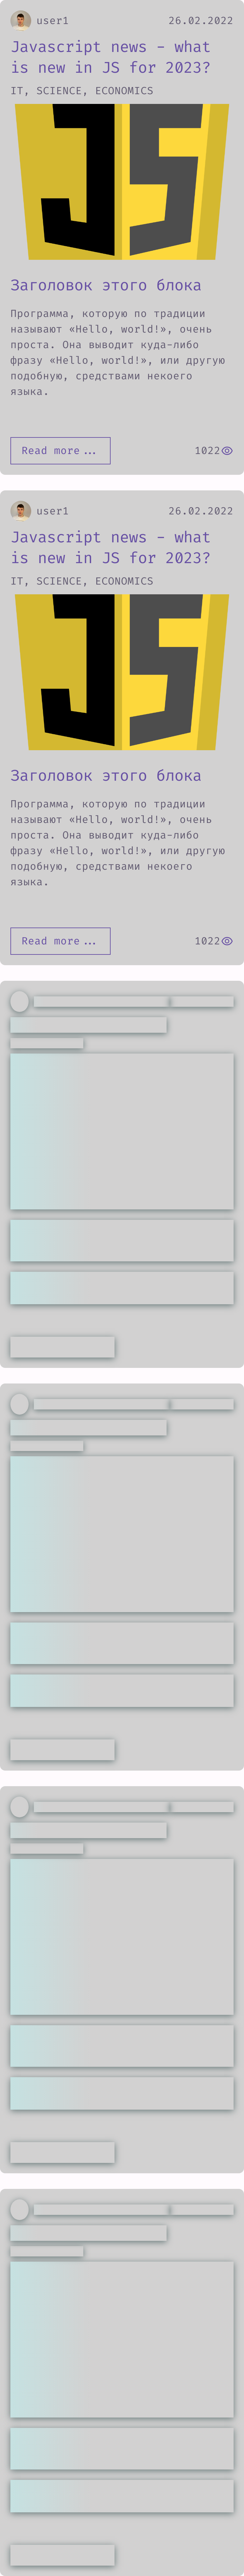 user1 26.02.2022
Javascript news - what
is new in JS for 2023?
IT, SCIENCE, ECONOMICS
JS
Заголовок этого блока
Программа, которую по традиции
называют «Hello, world!», очень
проста. Она выводит куда-либо
фразу «Hello, world!», или другую
подобную, средствами некоего
языка.
Read more... 1022
user1 26.02.2022
Javascript news - what
is new in JS for 2023?
IT, SCIENCE, ECONOMICS
JS
Заголовок этого блока
Программа, которую по традиции
называют «Hello, world!», очень
проста. Она выводит куда-либо
фразу «Hello, world!», или другую
подобную, средствами некоего
языка.
Read more... 1022